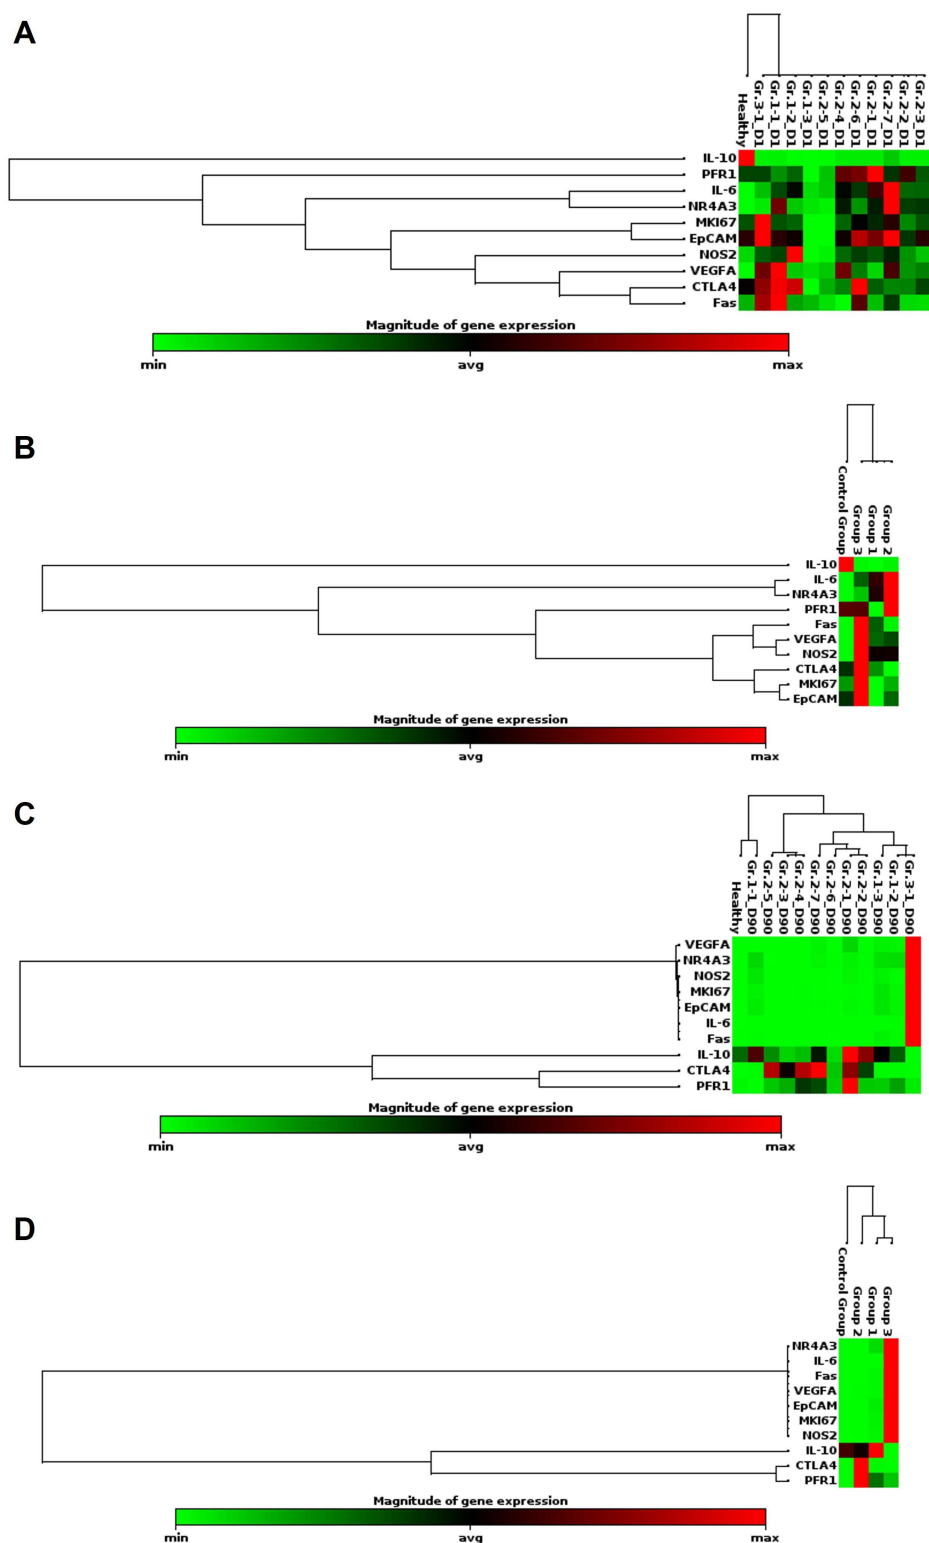 A
Healthy
Gr.3-1_D1
Gr.1-1_D1
Gr.1-2_D1
Gr.1-3_D1
Gr.2-5_D1
Gr.2-4_D1
Gr.2-6_D1
Gr.2-1_D1
Gr.2-7_D1
Gr.2-2_D1
Gr.2-3_D1
IL-10
PFR1
IL-6
NR4A3
MKI67
EpCAM
NOS2
VEGFA
CTLA4
Fas
Magnitude of gene expression
min avg max
B
Control Group
Group 3
Group 1
Group 2
IL-10
IL-6
NR4A3
PFR1
Fas
VEGFA
NOS2
CTLA4
MKI67
EpCAM
Magnitude of gene expression
min avg max
C
Healthy
Gr.1-1_D90
Gr.2-5_D90
Gr.2-3_D90
Gr.2-4_D90
Gr.2-7_D90
Gr.2-6_D90
Gr.2-1_D90
Gr.2-2_D90
Gr.1-3_D90
Gr.1-2_D90
Gr.3-1_D90
VEGFA
NR4A3
NOS2
MKI67
EpCAM
IL-6
Fas
IL-10
CTLA4
PFR1
Magnitude of gene expression
min avg max
D
Control Group
Group 2
Group 1
Group 3
NR4A3
IL-6
Fas
VEGFA
EpCAM
MKI67
NOS2
IL-10
CTLA4
PFR1
Magnitude of gene expression
min avg max